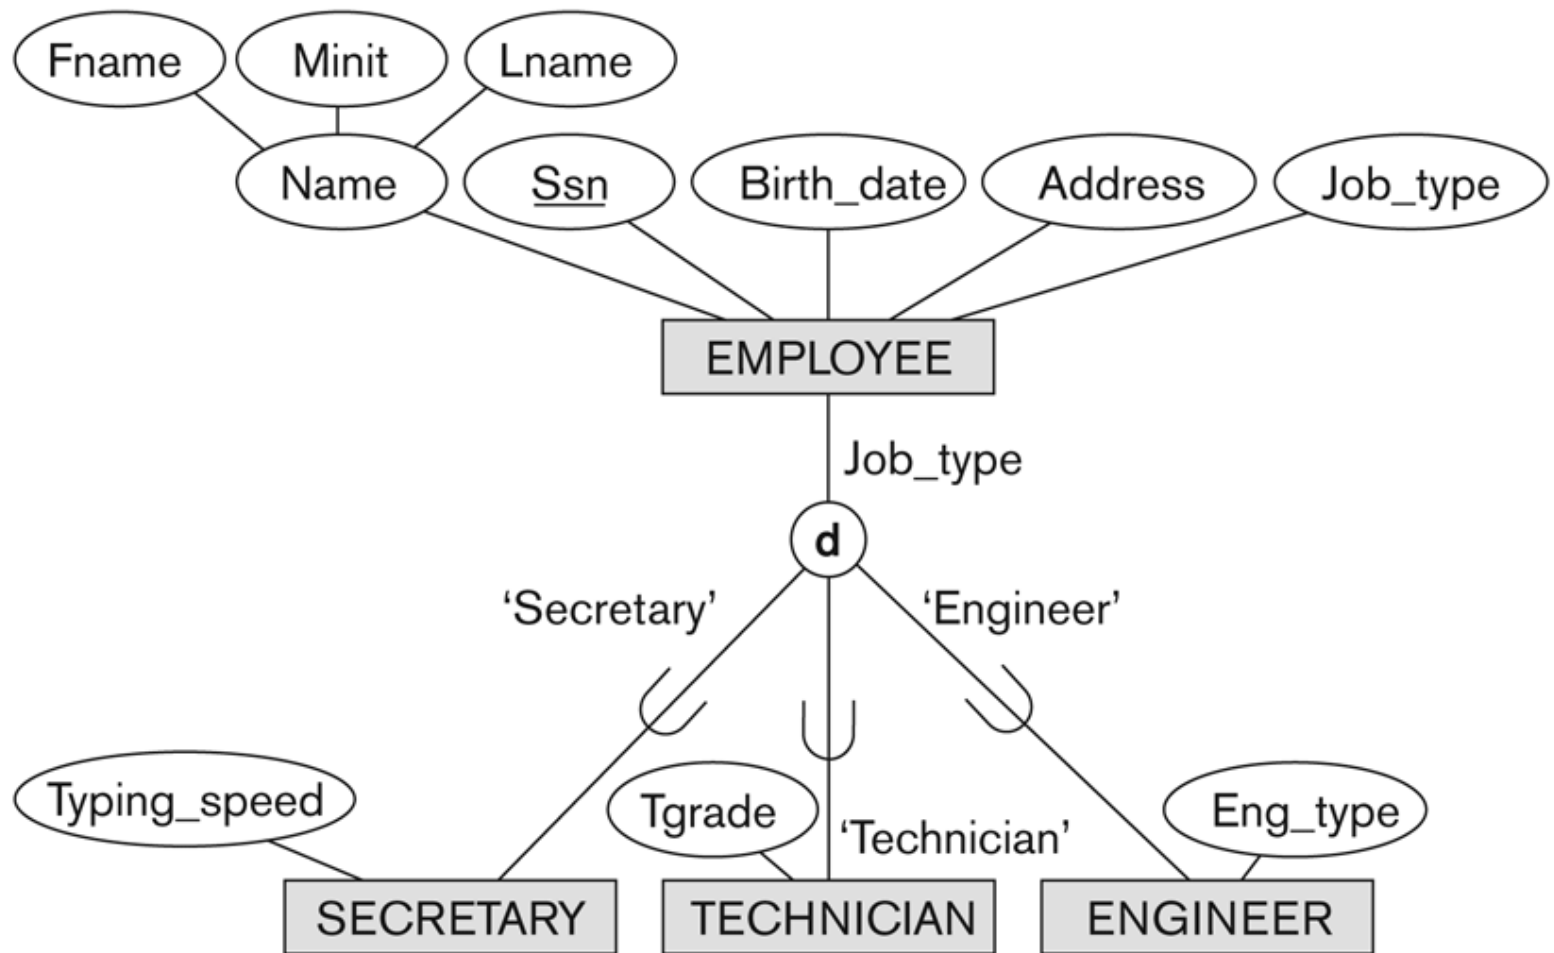 Fname Minit Lname
Name Ssn Birth_date Address Job_type
EMPLOYEE
Job_type
d
‘Secretary’ ‘Engineer’
Typing_speed Tgrade Eng_type
‘Technician’
SECRETARY TECHNICIAN ENGINEER